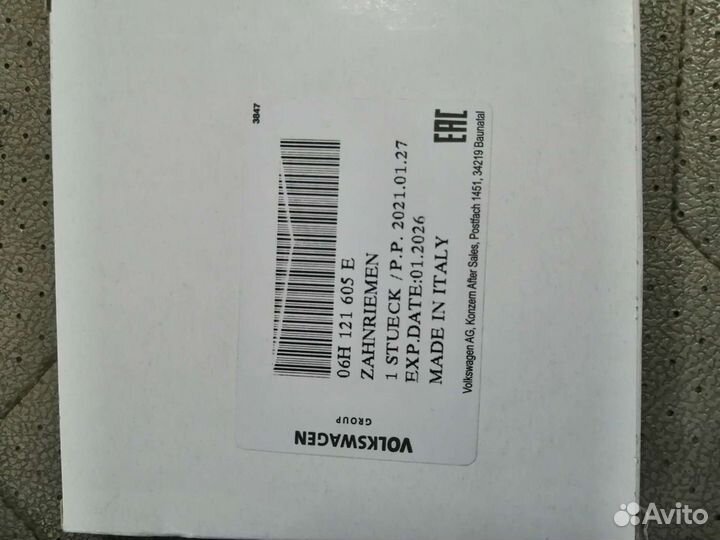 3847
06H 121 605 E
ZAHNRIEMEN
1 STUECK / P.P. 2021.01.27
EXP.DATE:01.2026
MADE IN ITALY
EAC
Volkswagen AG, Konzern After Sales, Postfach 1451, 34219 Baunatal
VOLKSWAGEN
GROUP
Avito